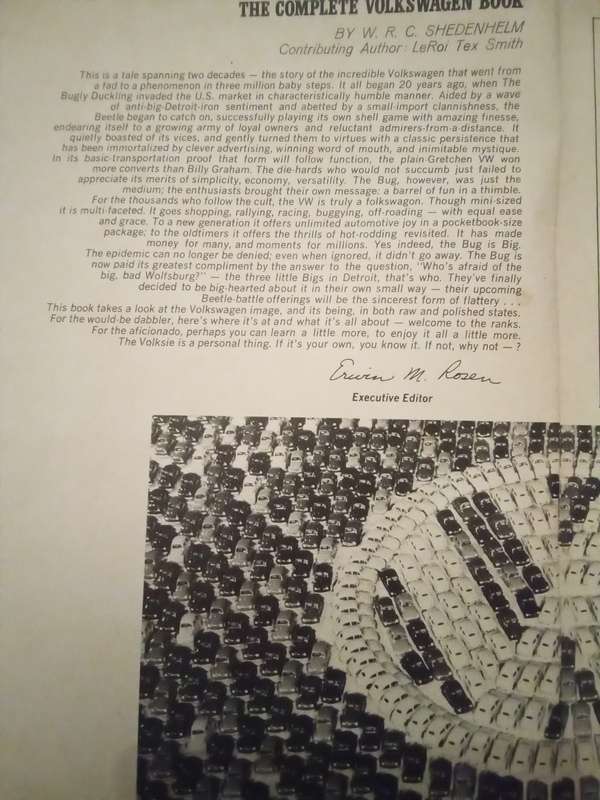 THE COMPLETE VOLKSWAGEN BOOK
BY W. R. C. SHEDENHELM
Contributing Author: LeRoi Tex Smith
This is a tale spanning two decades — the story of the incredible Volkswagen that went from
a fad to a phenomenon in three million baby steps. It all began 20 years ago, when The
Bugly Duckling invaded the U.S. market in characteristically humble manner. Aided by a wave
of anti-big-Detroit-iron sentiment and abetted by a small-import clannishness, the
Beetle began to catch on, successfully playing its own shell game with amazing finesse,
endearing itself to a growing army of loyal owners and reluctant admirers-from-a-distance. It
quietly boasted of its vices, and gently turned them to virtues with a classic persistence that
has been immortalized by clever advertising, winning word of mouth, and inimitable mystique.
In its basic-transportation proof that form will follow function, the plain-Gretchen VW won
more converts than Billy Graham. The die-hards who would not succumb just failed to
appreciate its merits of simplicity, economy, versatility. The Bug, however, was just the
medium; the enthusiasts brought their own message: a barrel of fun in a thimble.
For the thousands who follow the cult, the VW is truly a folkswagon. Though mini-sized
it is multi-faceted. It goes shopping, rallying, racing, buggying, off-roading — with equal ease
and grace. To a new generation it offers unlimited automotive joy in a pocketbook-size
package; to the oldtimers it offers the thrills of hot-rodding revisited. It has made
money for many, and moments for millions. Yes indeed, the Bug is Big.
The epidemic can no longer be denied; even when ignored, it didn't go away. The Bug is
now paid its greatest compliment by the answer to the question, "Who's afraid of the
big, bad Wolfsburg?" — the three little Bigs in Detroit, that's who. They've finally
decided to be big-hearted about it in their own small way — their upcoming
Beetle-battle offerings will be the sincerest form of flattery . . .
This book takes a look at the Volkswagen image, and its being, in both raw and polished states.
For the would-be dabbler, here's where it's at and what it's all about — welcome to the ranks.
For the aficionado, perhaps you can learn a little more, to enjoy it all a little more.
The Volksie is a personal thing. If it's your own, you know it. If not, why not — ?
Erwin M. Rosen
Executive Editor